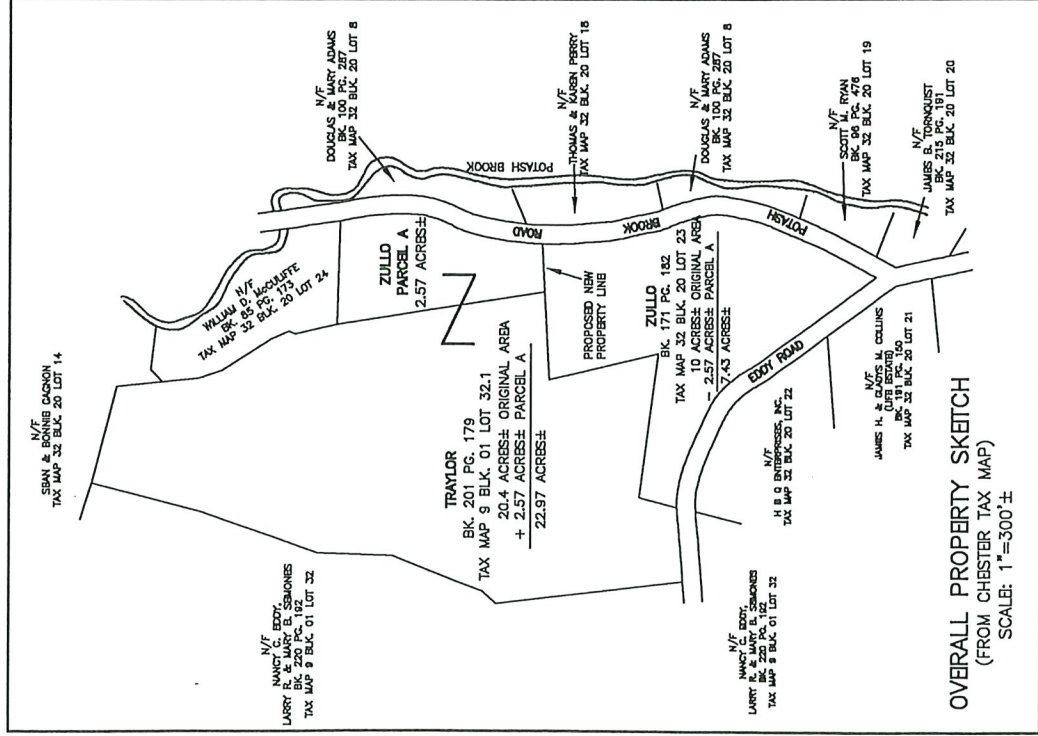 N/F
SEAN & BONNIE GAGNON
TAX MAP 32 BLK. 20 LOT 14
N/F
WILLIAM D. McCULIFFE
BK. 85 PG. 173
TAX MAP 32 BLK. 20 LOT 24
N/F
DOUGLAS & MARY ADAMS
BK. 100 PG. 287
TAX MAP 32 BLK. 20 LOT 8
ZULLO
PARCEL A
2.57 ACRES±
POTASH BROOK
N/F
THOMAS & KAREN PERRY
TAX MAP 32 BLK. 20 LOT 18
N/F
NANCY C. EDDY,
LARRY R. & MARY B. SEMONES
BK. 220 PG. 192
TAX MAP 9 BLK. 01 LOT 32
TRAYLOR
BK. 201 PG. 179
TAX MAP 9 BLK. 01 LOT 32.1
20.4 ACRES± ORIGINAL AREA
+ 2.57 ACRES± PARCEL A
22.97 ACRES±
N
PROPOSED NEW
PROPERTY LINE
POTASH BROOK ROAD
N/F
DOUGLAS & MARY ADAMS
BK. 100 PG. 287
TAX MAP 32 BLK. 20 LOT 8
ZULLO
BK. 171 PG. 182
TAX MAP 32 BLK. 20 LOT 23
10 ACRES± ORIGINAL AREA
- 2.57 ACRES± PARCEL A
7.43 ACRES±
N/F
SCOTT M. RYAN
BK. 96 PG. 476
TAX MAP 32 BLK. 20 LOT 19
N/F
JAMES B. TORNQUIST
BK. 215 PG. 191
TAX MAP 32 BLK. 20 LOT 20
EDDY ROAD
N/F
NANCY C. EDDY,
LARRY R. & MARY B. SEMONES
BK. 220 PG. 192
TAX MAP 9 BLK. 01 LOT 32
N/F
H B Q ENTERPRISES, INC.
TAX MAP 32 BLK. 20 LOT 22
N/F
JAMES H. & GLADYS M. COLLINS
(LIFE ESTATE)
BK. 191 PG. 150
TAX MAP 32 BLK. 20 LOT 21
OVERALL PROPERTY SKETCH
(FROM CHESTER TAX MAP)
SCALE: 1"=300'±